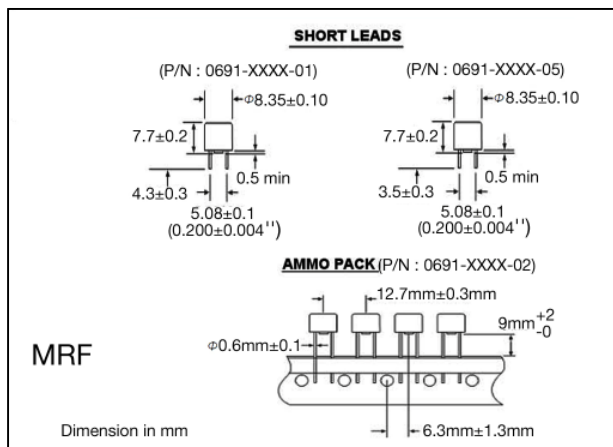 SHORT LEADS
(P/N : 0691-XXXX-01)
(P/N : 0691-XXXX-05)
Φ8.35±0.10
Φ8.35±0.10
7.7±0.2
7.7±0.2
0.5 min
0.5 min
4.3±0.3
3.5±0.3
5.08±0.1
(0.200±0.004'')
5.08±0.1
(0.200±0.004'')
AMMO PACK (P/N : 0691-XXXX-02)
12.7mm±0.3mm
9mm +2 -0
Φ0.6mm±0.1
MRF
6.3mm±1.3mm
Dimension in mm